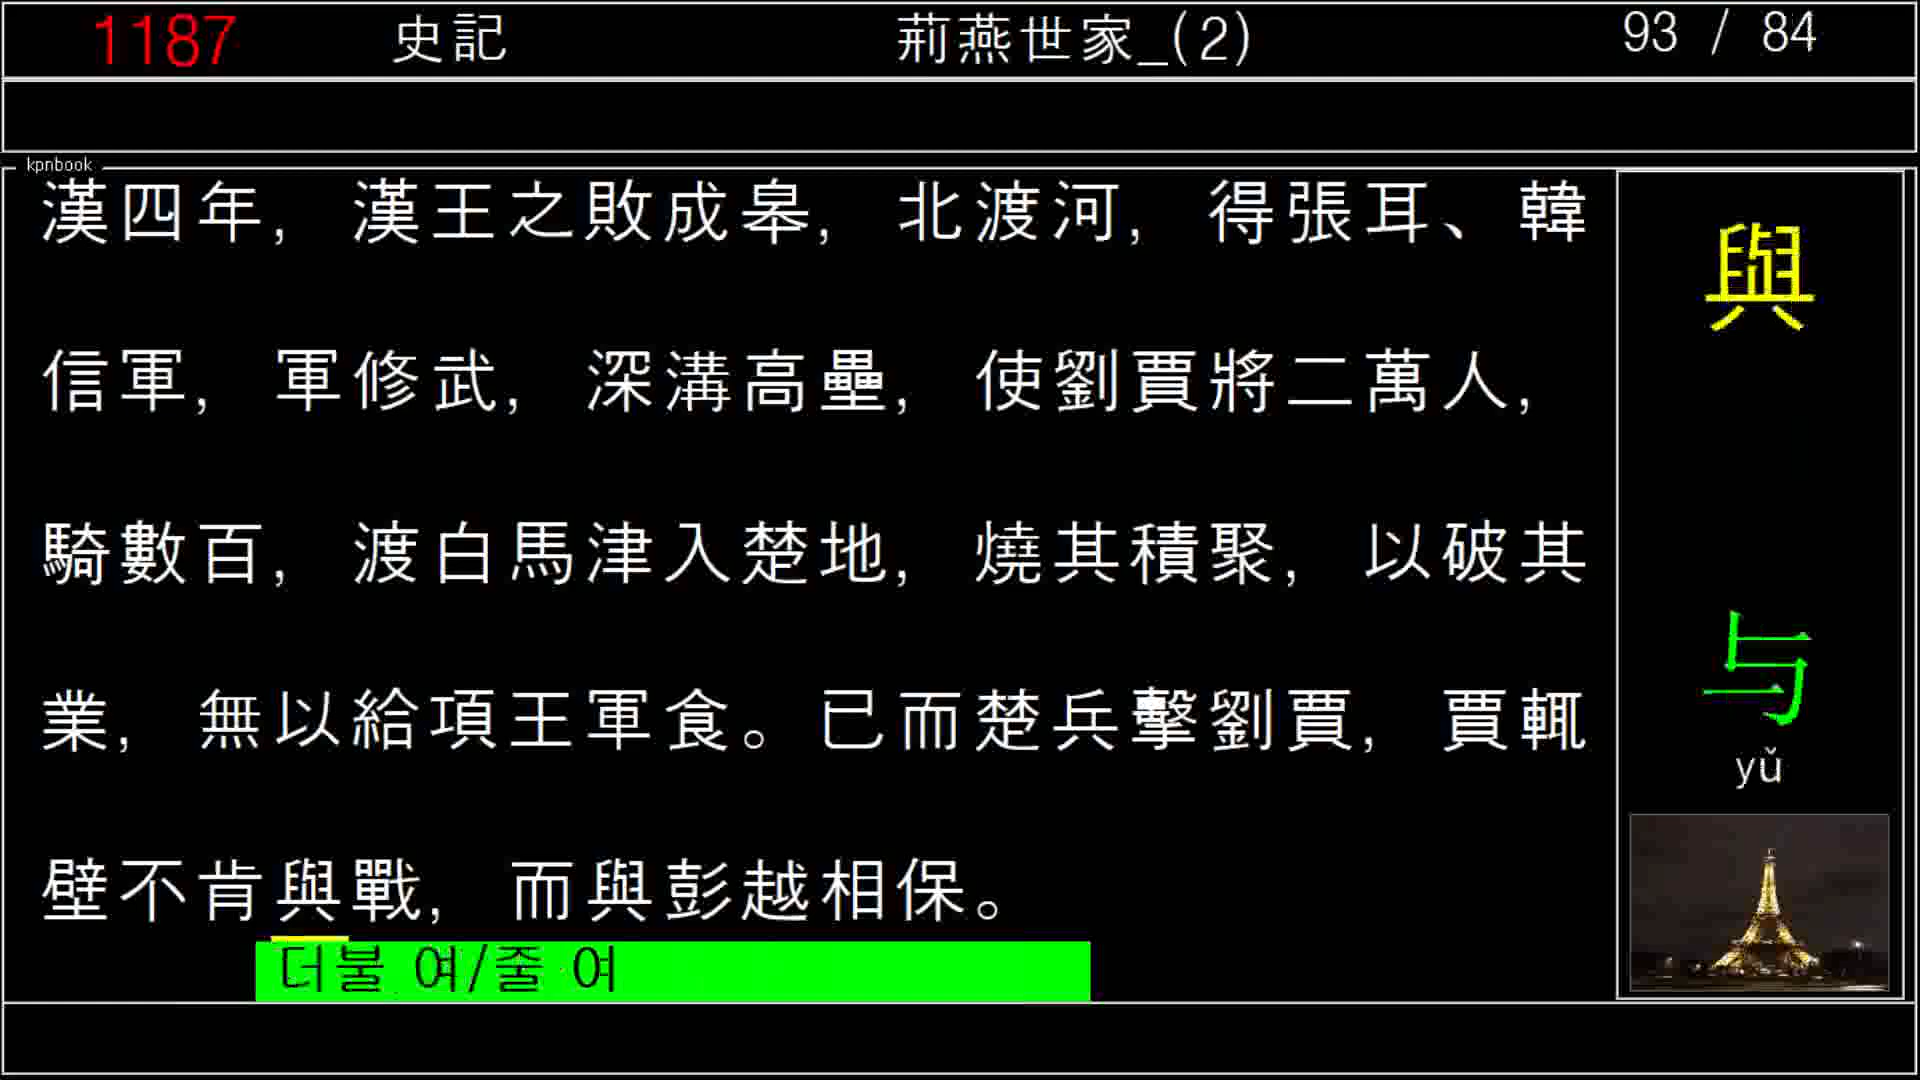 1187 史記 荊燕世家_(2) 93 / 84
kpnbook
漢四年, 漢王之敗成皋, 北渡河, 得張耳、韓
信軍, 軍修武, 深溝高壘, 使劉賈將二萬人,
騎數百, 渡白馬津入楚地, 燒其積聚, 以破其
業, 無以給項王軍食。已而楚兵擊劉賈, 賈輒
壁不肯與戰, 而與彭越相保。
더불 여/줄 여
與
与
yǔ